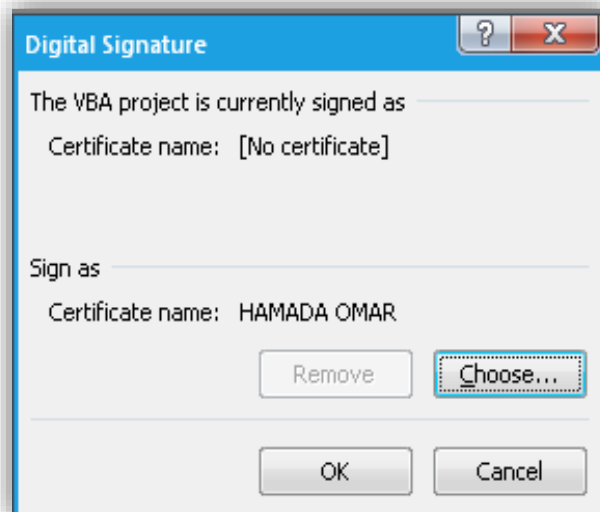 Digital Signature
The VBA project is currently signed as
Certificate name: [No certificate]
Sign as
Certificate name: HAMADA OMAR
Remove Choose...
OK Cancel